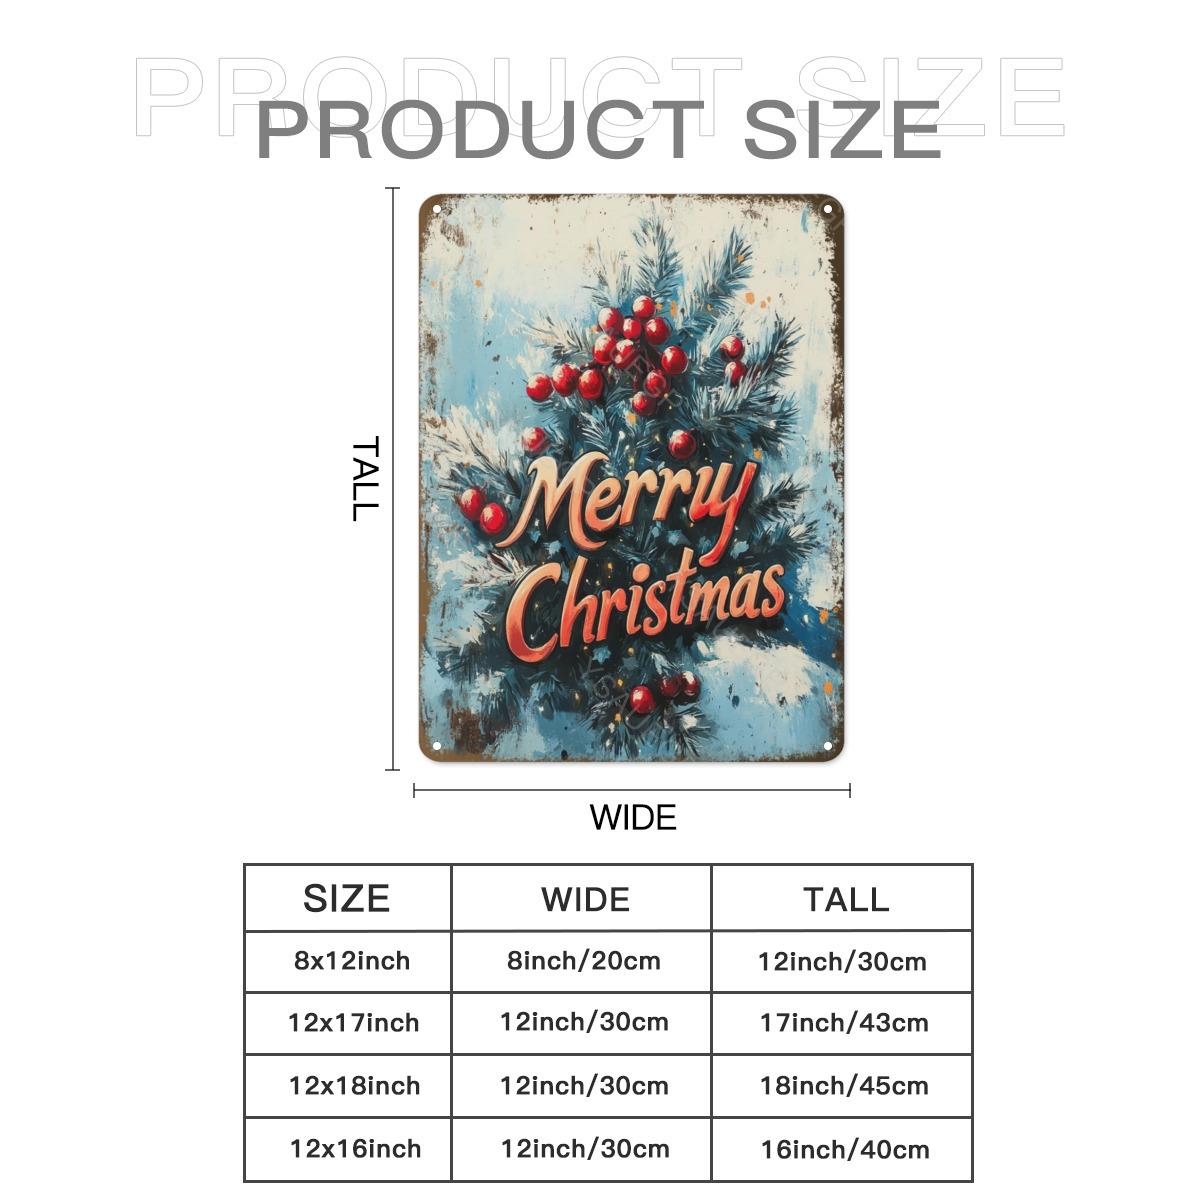 PRODUCT SIZE
PRODUCT SIZE
TALL
Merry
Christmas
WIDE
SIZE WIDE TALL
8x12inch 8inch/20cm 12inch/30cm
12x17inch 12inch/30cm 17inch/43cm
12x18inch 12inch/30cm 18inch/45cm
12x16inch 12inch/30cm 16inch/40cm